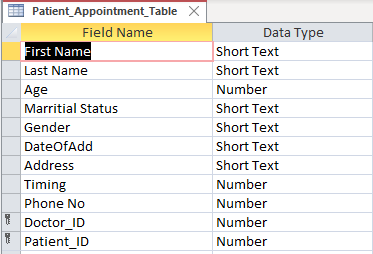 Patient_Appointment_Table
Field Name Data Type
First Name Short Text
Last Name Short Text
Age Number
Marritial Status Short Text
Gender Short Text
DateOfAdd Short Text
Address Short Text
Timing Number
Phone No Number
Doctor_ID Number
Patient_ID Number